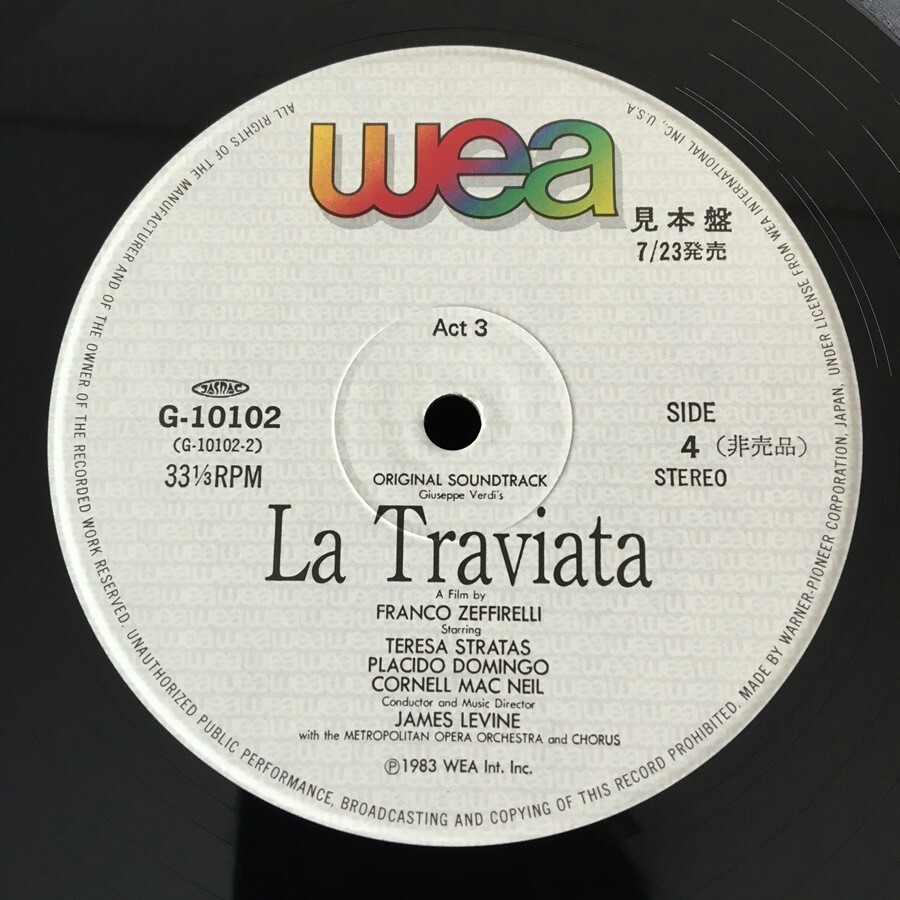 wea
見本盤
7/23発売
Act 3
JASRAC
G-10102
(G-10102-2)
33⅓RPM
SIDE
4 (非売品)
STEREO
ORIGINAL SOUNDTRACK
Giuseppe Verdi's
La Traviata
A Film by
FRANCO ZEFFIRELLI
Starring
TERESA STRATAS
PLACIDO DOMINGO
CORNELL MAC NEIL
Conductor and Music Director
JAMES LEVINE
with the METROPOLITAN OPERA ORCHESTRA and CHORUS
Ⓟ1983 WEA Int. Inc.
ALL RIGHTS OF THE MANUFACTURER AND OF THE OWNER OF THE RECORDED WORK RESERVED. UNAUTHORIZED PUBLIC PERFORMANCE, BROADCASTING AND COPYING OF THIS RECORD PROHIBITED. MADE BY WARNER-PIONEER CORPORATION, JAPAN, UNDER LICENSE FROM WEA INTERNATIONAL INC., U.S.A.